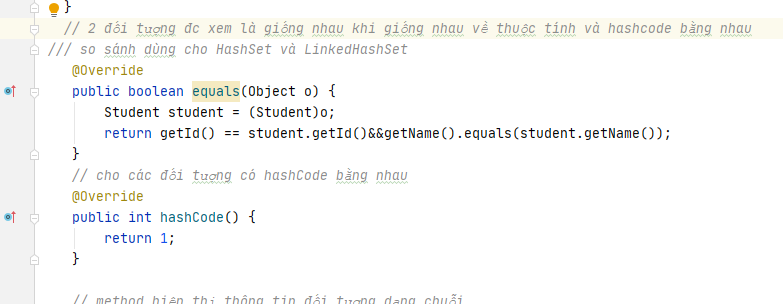 }
// 2 đối tượng đc xem là giống nhau khi giống nhau về thuộc tính và hashcode bằng nhau
/// so sánh dùng cho HashSet và LinkedHashSet
@Override
public boolean equals(Object o) {
Student student = (Student)o;
return getId() == student.getId()&&getName().equals(student.getName());
}
// cho các đối tượng có hashCode bằng nhau
@Override
public int hashCode() {
return 1;
}
// method hiện thị thông tin đối tượng dạng chuỗi